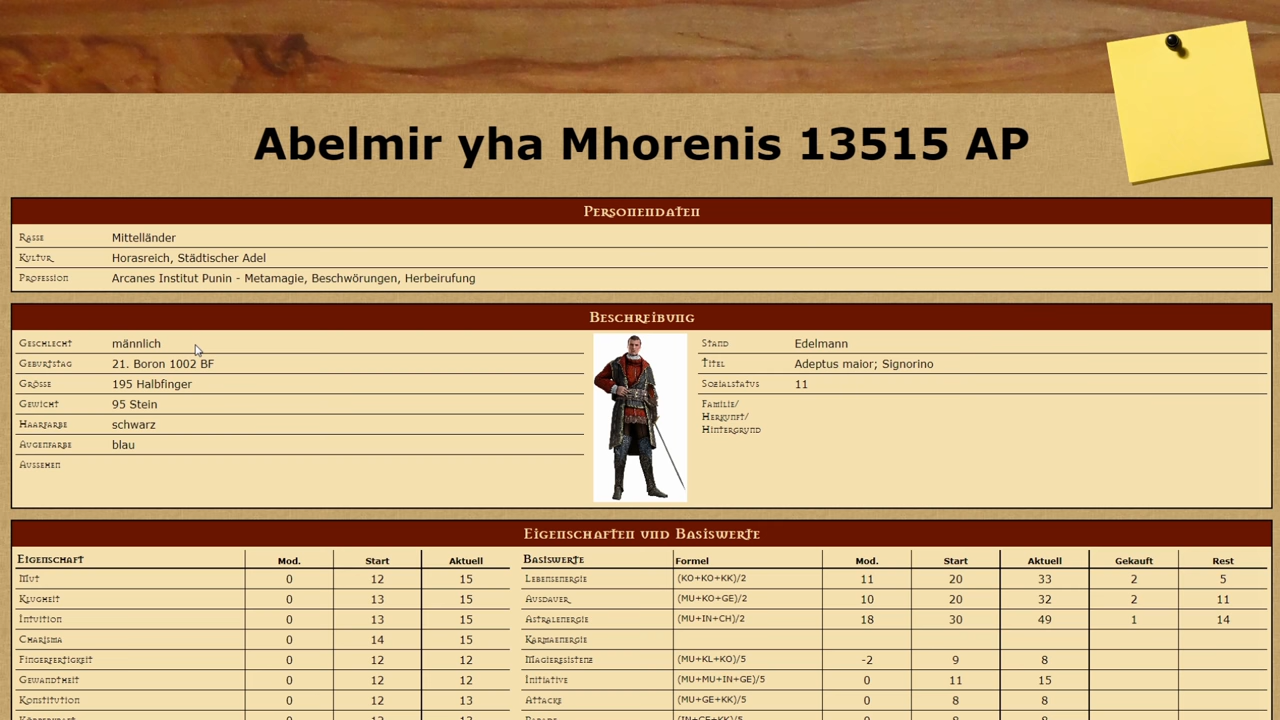 Abelmir yha Mhorenis 13515 AP
Personendaten
Rasse Mittelländer
Kultur Horasreich, Städtischer Adel
Profession Arcanes Institut Punin - Metamagie, Beschwörungen, Herbeirufung
Beschreibung
Geschlecht männlich
Geburtstag 21. Boron 1002 BF
Grösse 195 Halbfinger
Gewicht 95 Stein
Haarfarbe schwarz
Augenfarbe blau
Aussehen
Stand Edelmann
Titel Adeptus maior; Signorino
Sozialstatus 11
Familie/
Herkunft/
Hintergrund
Eigenschaften und Basiswerte
Eigenschaft Mod. Start Aktuell
Mut 0 12 15
Klugheit 0 13 15
Intuition 0 13 15
Charisma 0 14 15
Fingerfertigkeit 0 12 12
Gewandtheit 0 12 12
Konstitution 0 12 13
Basiswerte Formel Mod. Start Aktuell Gekauft Rest
Lebensenergie (KO+KO+KK)/2 11 20 33 2 5
Ausdauer (MU+KO+GE)/2 10 20 32 2 11
Astralenergie (MU+IN+CH)/2 18 30 49 1 14
Karmaenergie
Magieresistenz (MU+KL+KO)/5 -2 9 8
Initiative (MU+MU+IN+GE)/5 0 11 15
Attacke (MU+GE+KK)/5 0 8 8